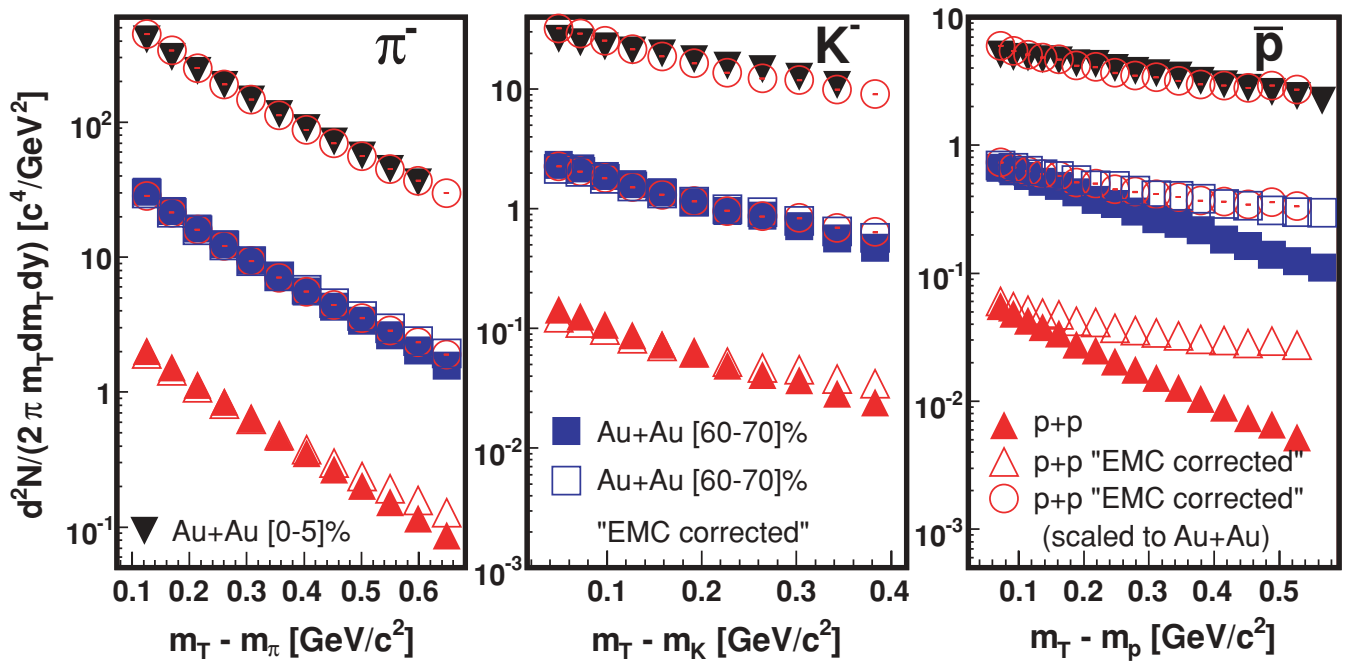 d²N/(2 π m_T dm_T dy) [c⁴/GeV²]
π⁻
10²
10
1
10⁻¹
Au+Au [0-5]%
0.1 0.2 0.3 0.4 0.5 0.6
m_T - m_π [GeV/c²]
K⁻
10
1
10⁻¹
10⁻²
10⁻³
Au+Au [60-70]%
Au+Au [60-70]%
"EMC corrected"
0.1 0.2 0.3 0.4
m_T - m_K [GeV/c²]
p̅
10
1
10⁻¹
10⁻²
10⁻³
p+p
p+p "EMC corrected"
p+p "EMC corrected"
(scaled to Au+Au)
0.1 0.2 0.3 0.4 0.5
m_T - m_p [GeV/c²]